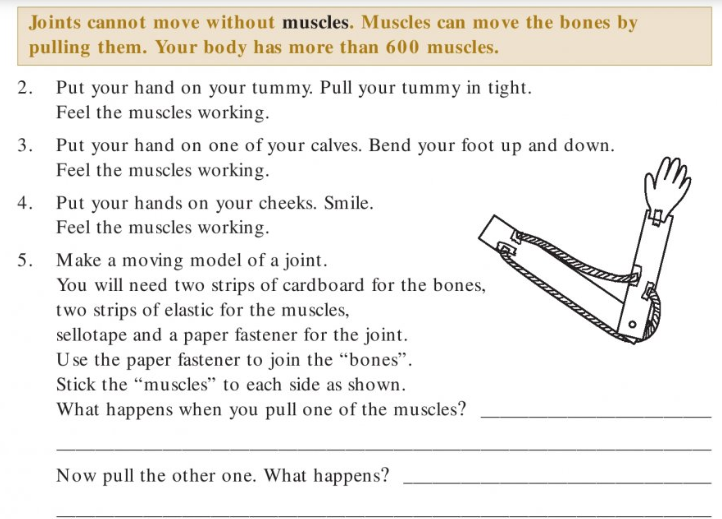 Joints cannot move without muscles. Muscles can move the bones by
pulling them. Your body has more than 600 muscles.
2. Put your hand on your tummy. Pull your tummy in tight.
Feel the muscles working.
3. Put your hand on one of your calves. Bend your foot up and down.
Feel the muscles working.
4. Put your hands on your cheeks. Smile.
Feel the muscles working.
5. Make a moving model of a joint.
You will need two strips of cardboard for the bones,
two strips of elastic for the muscles,
sellotape and a paper fastener for the joint.
Use the paper fastener to join the “bones”.
Stick the “muscles” to each side as shown.
What happens when you pull one of the muscles?
Now pull the other one. What happens?